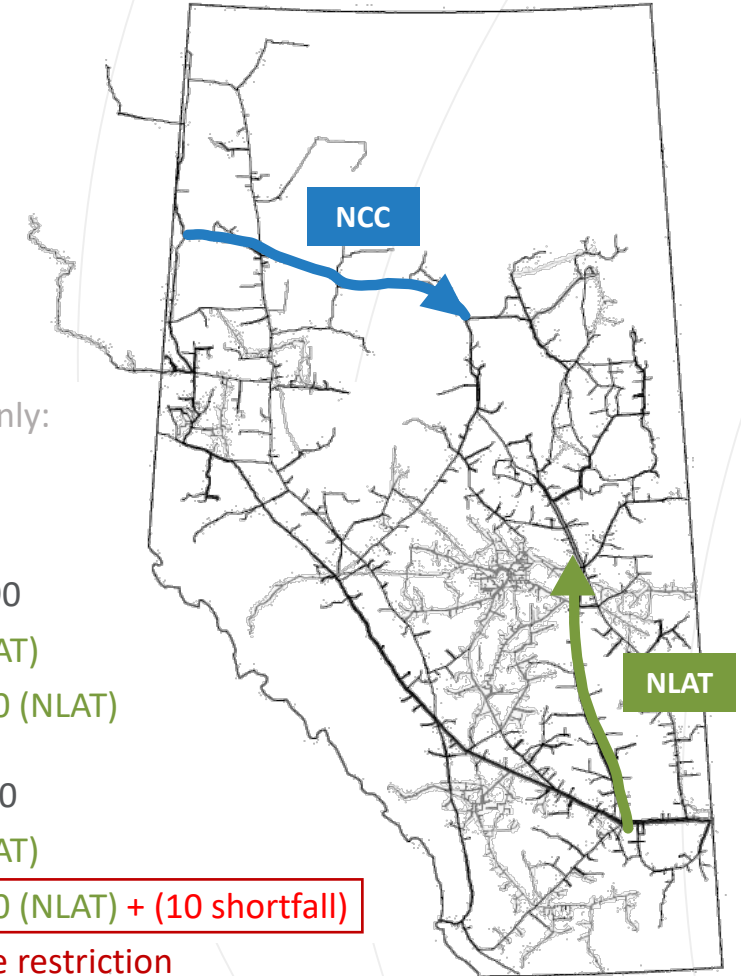 NCC
nly:
0
AT)
0 (NLAT)
NLAT
0
AT)
0 (NLAT) + (10 shortfall)
e restriction